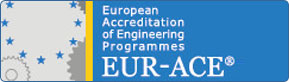 European
Accreditation
of Engineering
Programmes
EUR-ACE®